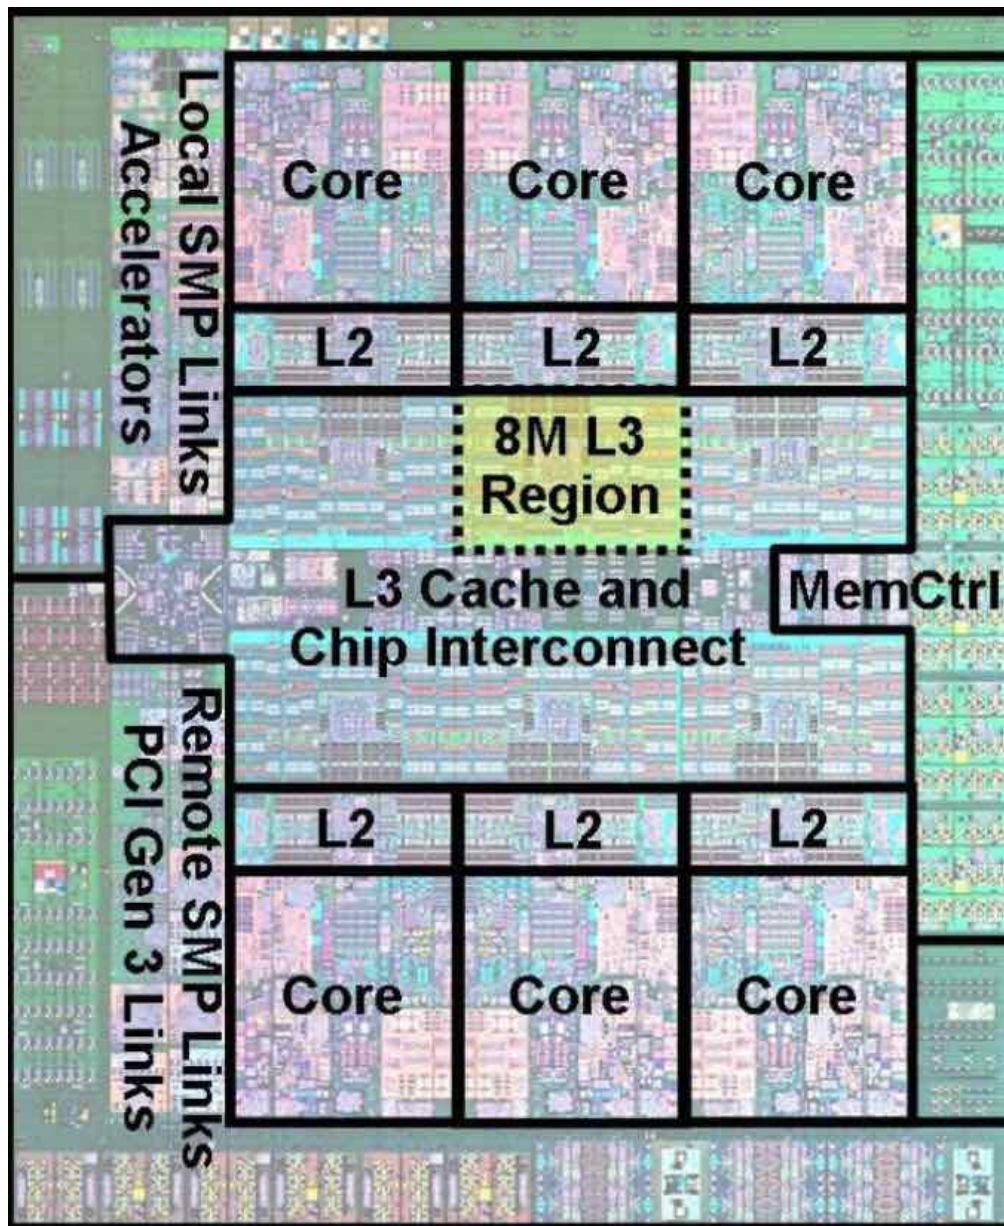 Local SMP Links
Accelerators
Core
Core
Core
L2
L2
L2
8M L3
Region
L3 Cache and
Chip Interconnect
MemCtrl
Remote SMP Links
PCI Gen 3 Links
L2
L2
L2
Core
Core
Core